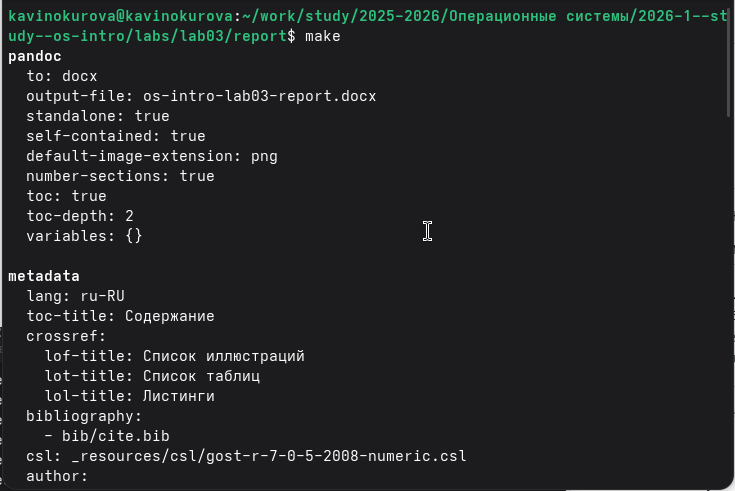 kavinokurova@kavinokurova:~/work/study/2025-2026/Операционные системы/2026-1--st
udy--os-intro/labs/lab03/report$ make
pandoc
  to: docx
  output-file: os-intro-lab03-report.docx
  standalone: true
  self-contained: true
  default-image-extension: png
  number-sections: true
  toc: true
  toc-depth: 2
  variables: {}

metadata
  lang: ru-RU
  toc-title: Содержание
  crossref:
    lof-title: Список иллюстраций
    lot-title: Список таблиц
    lol-title: Листинги
  bibliography:
    - bib/cite.bib
  csl: _resources/csl/gost-r-7-0-5-2008-numeric.csl
  author: